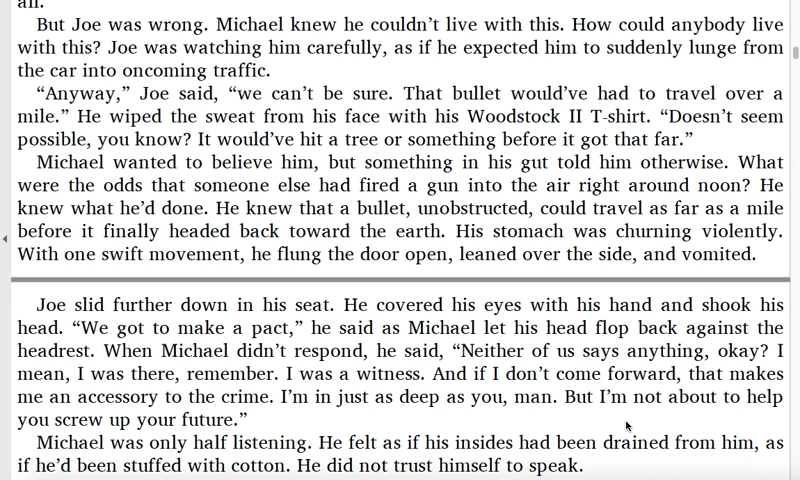 all.
But Joe was wrong. Michael knew he couldn’t live with this. How could anybody live
with this? Joe was watching him carefully, as if he expected him to suddenly lunge from
the car into oncoming traffic.
“Anyway,” Joe said, “we can’t be sure. That bullet would’ve had to travel over a
mile.” He wiped the sweat from his face with his Woodstock II T-shirt. “Doesn’t seem
possible, you know? It would’ve hit a tree or something before it got that far.”
Michael wanted to believe him, but something in his gut told him otherwise. What
were the odds that someone else had fired a gun into the air right around noon? He
knew what he’d done. He knew that a bullet, unobstructed, could travel as far as a mile
before it finally headed back toward the earth. His stomach was churning violently.
With one swift movement, he flung the door open, leaned over the side, and vomited.
Joe slid further down in his seat. He covered his eyes with his hand and shook his
head. “We got to make a pact,” he said as Michael let his head flop back against the
headrest. When Michael didn’t respond, he said, “Neither of us says anything, okay? I
mean, I was there, remember. I was a witness. And if I don’t come forward, that makes
me an accessory to the crime. I’m in just as deep as you, man. But I’m not about to help
you screw up your future.”
Michael was only half listening. He felt as if his insides had been drained from him, as
if he’d been stuffed with cotton. He did not trust himself to speak.